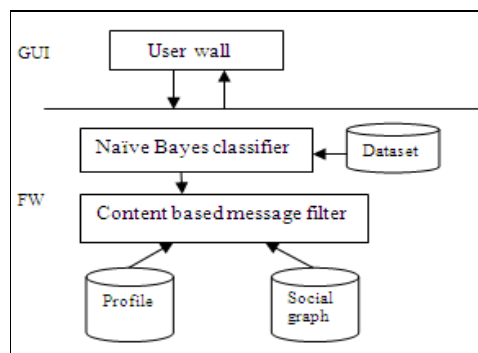 GUI
User wall
Naïve Bayes classifier
Dataset
FW
Content based message filter
Profile
Social
graph